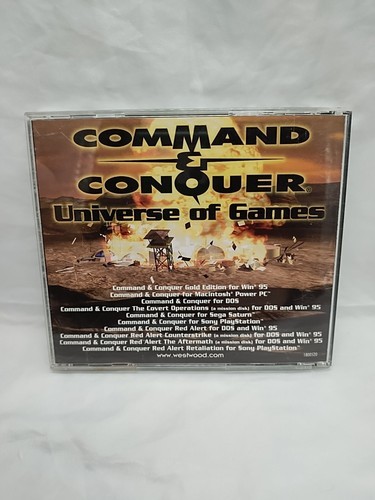 COMMAND
&
CONQUER®
Universe of Games
Command & Conquer Gold Edition for Win® 95
Command & Conquer for Macintosh® Power PC™
Command & Conquer for DOS
Command & Conquer The Covert Operations (a mission disk) for DOS and Win® 95
Command & Conquer for Sega Saturn™
Command & Conquer for Sony PlayStation™
Command & Conquer Red Alert for DOS and Win® 95
Command & Conquer Red Alert Counterstrike (a mission disk) for DOS and Win® 95
Command & Conquer Red Alert The Aftermath (a mission disk) for DOS and Win® 95
Command & Conquer Red Alert Retaliation for Sony PlayStation™
www.westwood.com